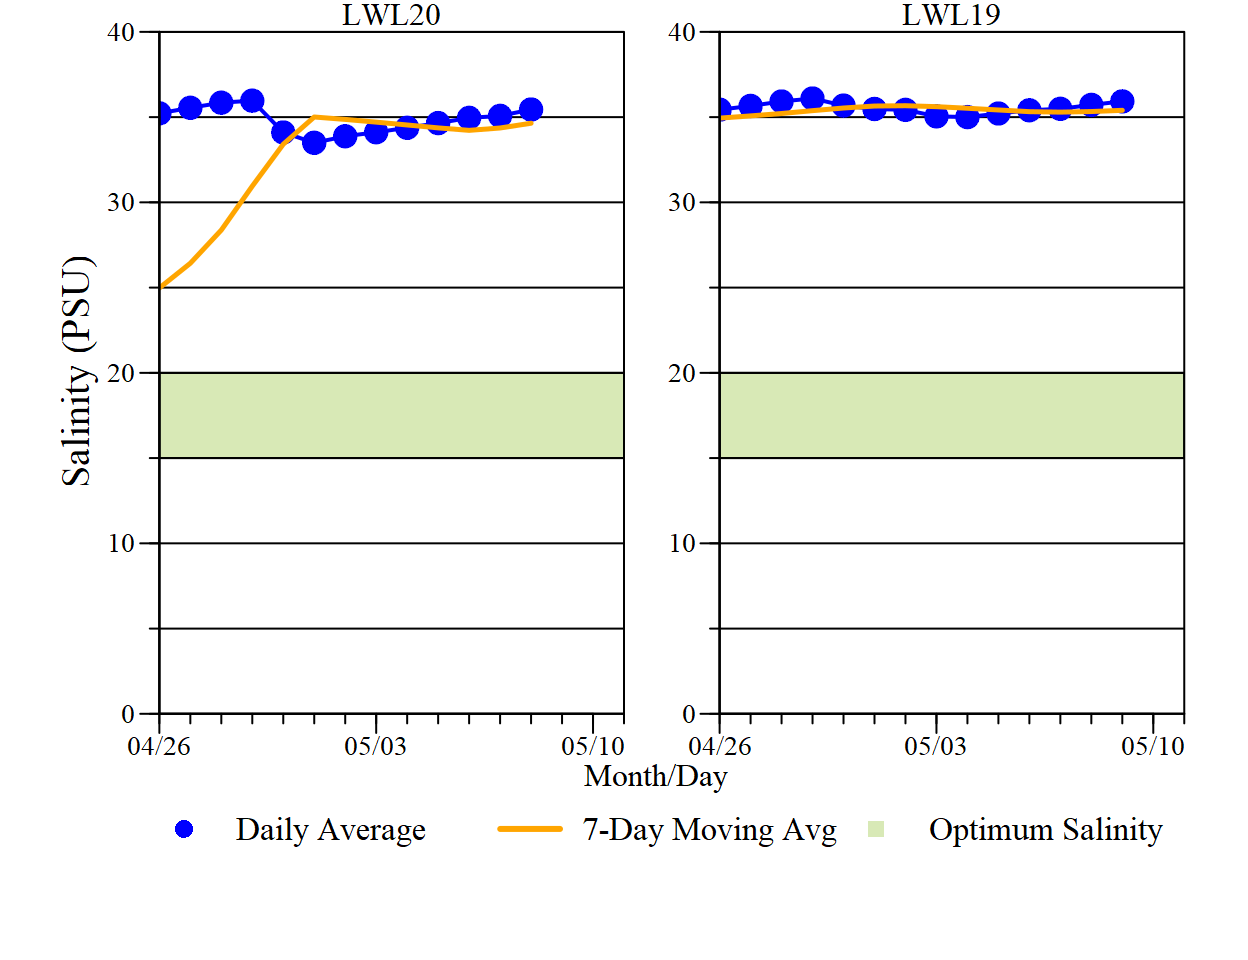 LWL20 LWL19
40 40
30 30
20 20
10 10
0 0
Salinity (PSU)
04/26 05/03 05/10 04/26 05/03 05/10
Month/Day
Daily Average 7-Day Moving Avg Optimum Salinity